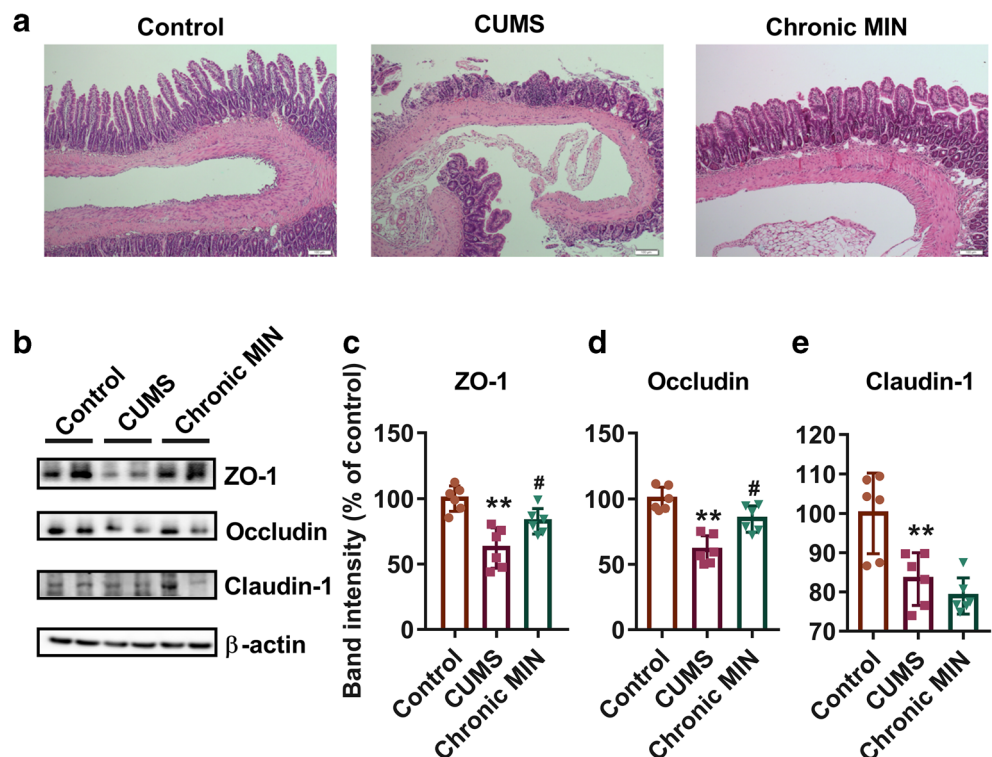 a
Control
CUMS
Chronic MIN
b
Control
CUMS
Chronic MIN
ZO-1
Occludin
Claudin-1
β-actin
c
ZO-1
Band intensity (% of control)
150
100
50
0
**
#
Control
CUMS
Chronic MIN
d
Occludin
150
100
50
0
**
#
Control
CUMS
Chronic MIN
e
Claudin-1
120
110
100
90
80
70
**
Control
CUMS
Chronic MIN